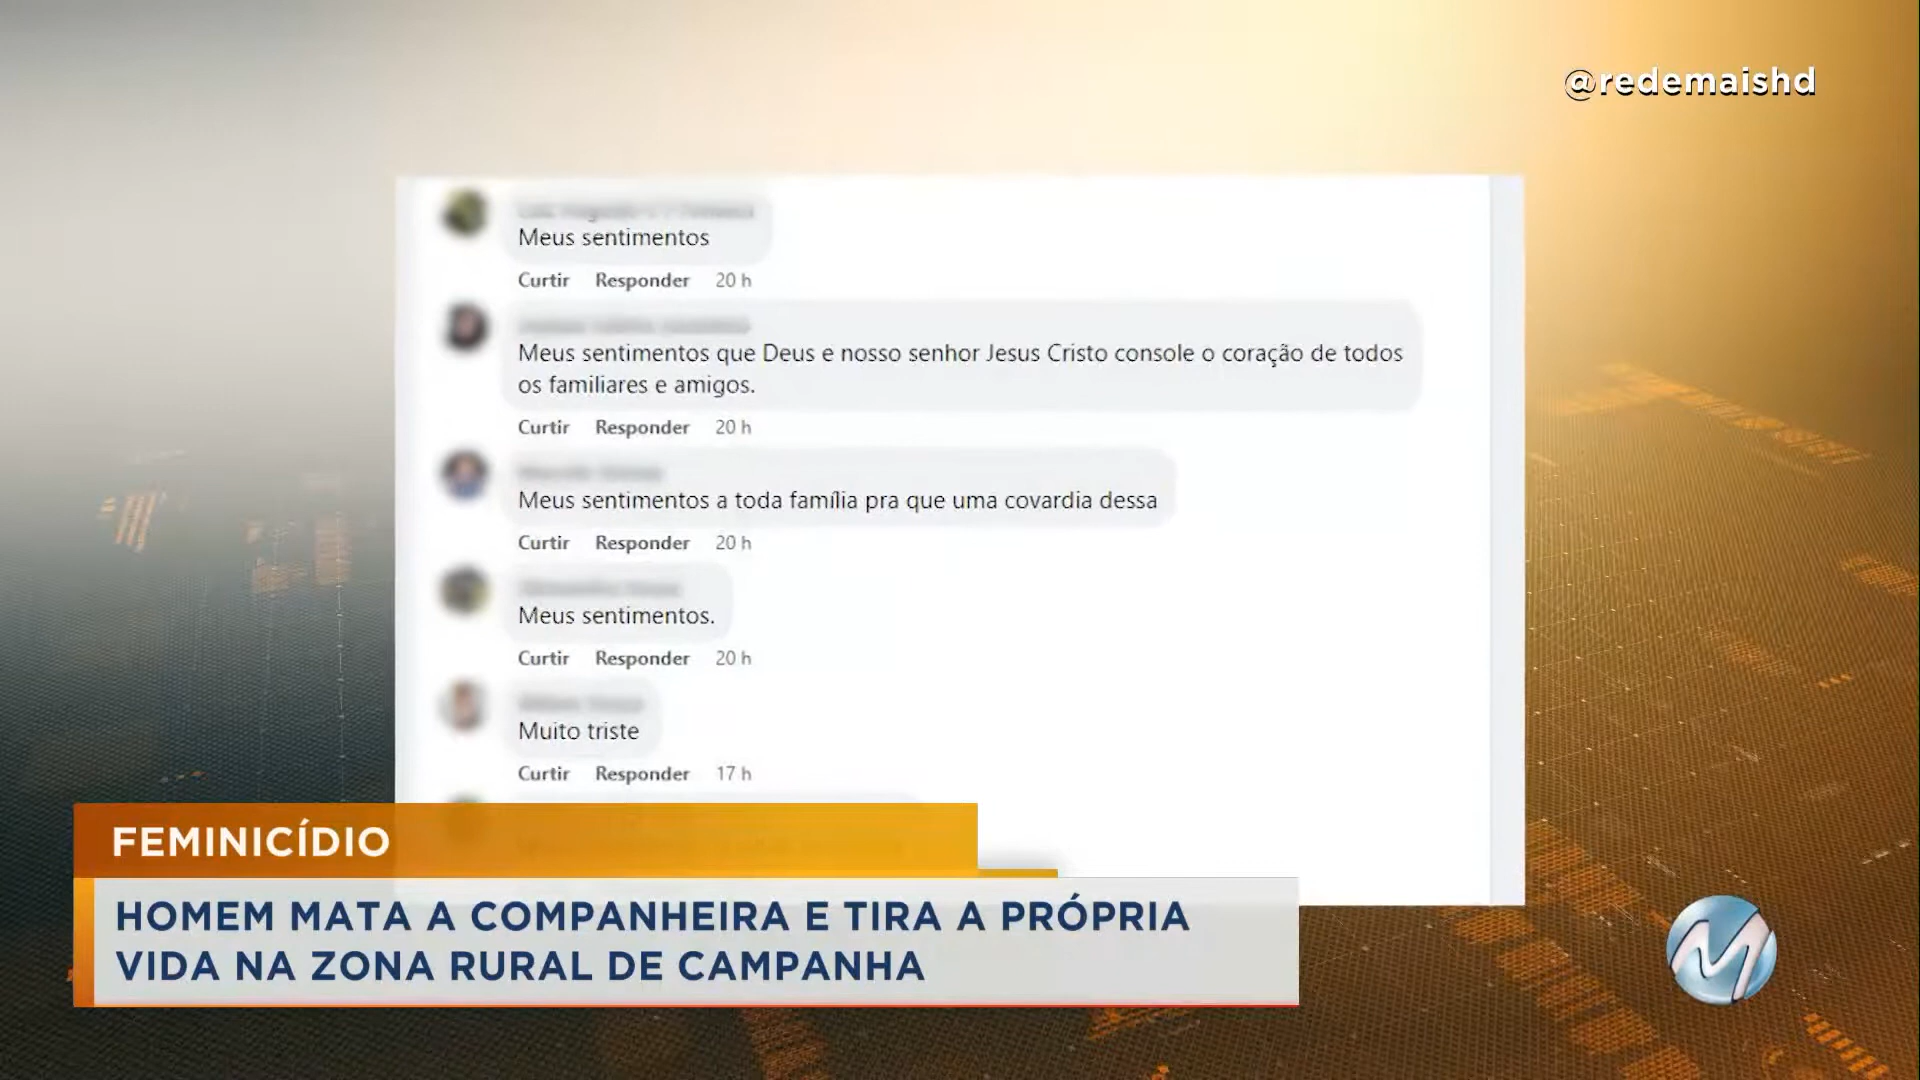 @redemaishd
Meus sentimentos
Curtir Responder 20 h
Meus sentimentos que Deus e nosso senhor Jesus Cristo console o coração de todos
os familiares e amigos.
Curtir Responder 20 h
Meus sentimentos a toda família pra que uma covardia dessa
Curtir Responder 20 h
Meus sentimentos.
Curtir Responder 20 h
Muito triste
Curtir Responder 17 h
FEMINICÍDIO
HOMEM MATA A COMPANHEIRA E TIRA A PRÓPRIA
VIDA NA ZONA RURAL DE CAMPANHA
M